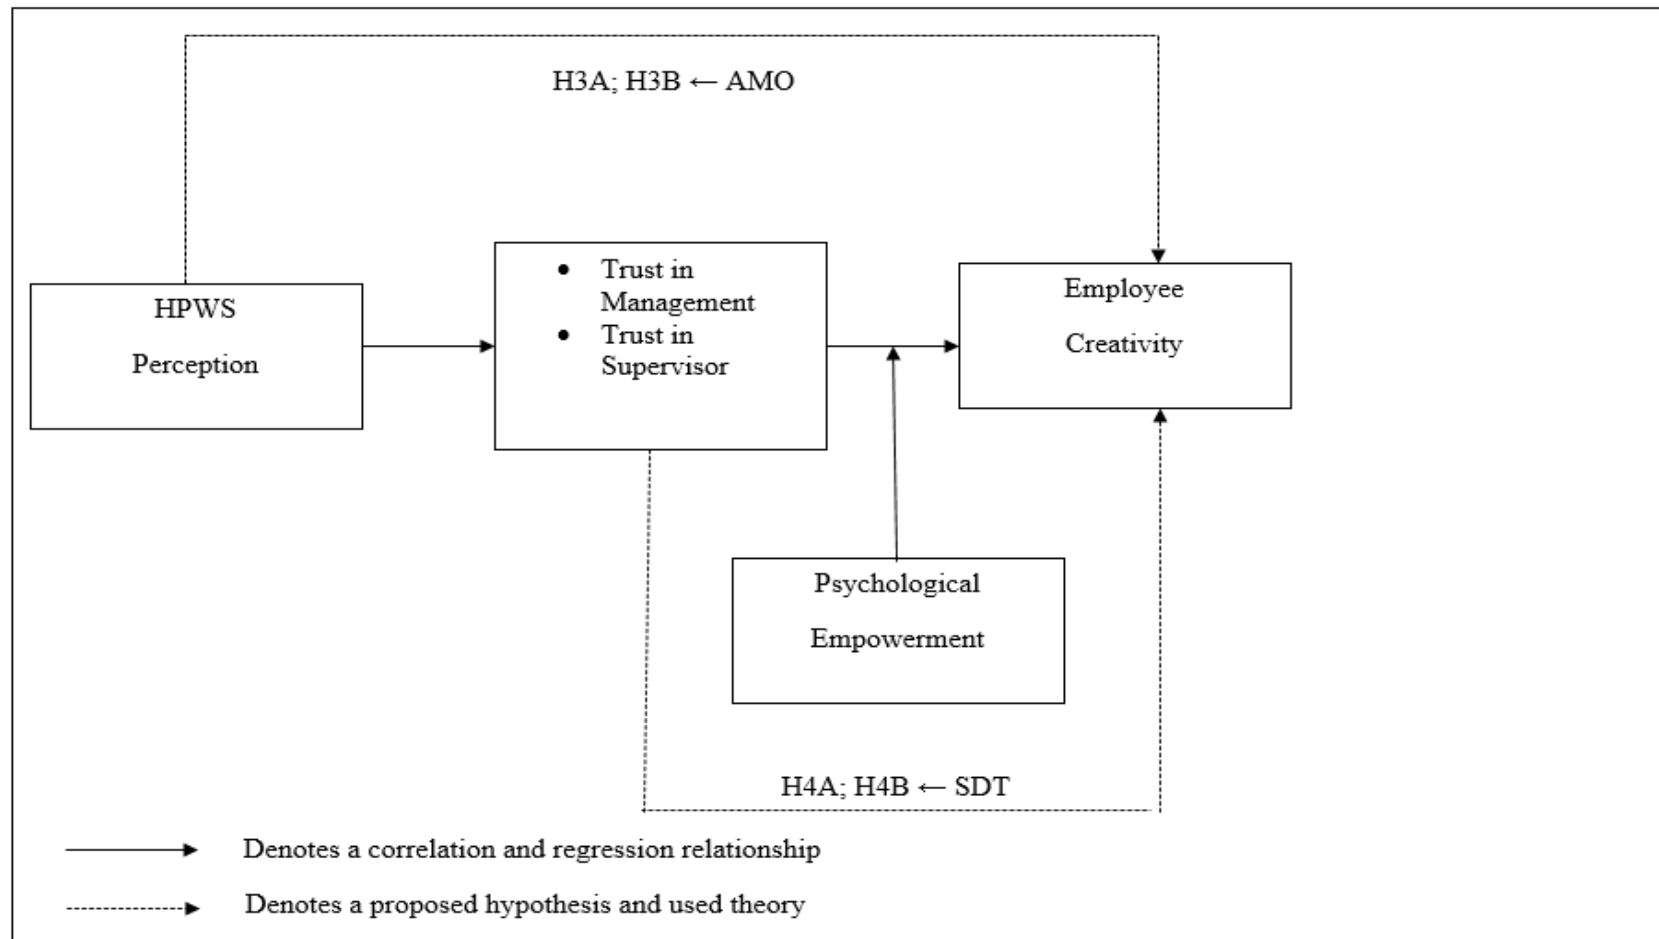 H3A; H3B ← AMO
HPWS
Perception
• Trust in
Management
• Trust in
Supervisor
Employee
Creativity
Psychological
Empowerment
H4A; H4B ← SDT
Denotes a correlation and regression relationship
Denotes a proposed hypothesis and used theory